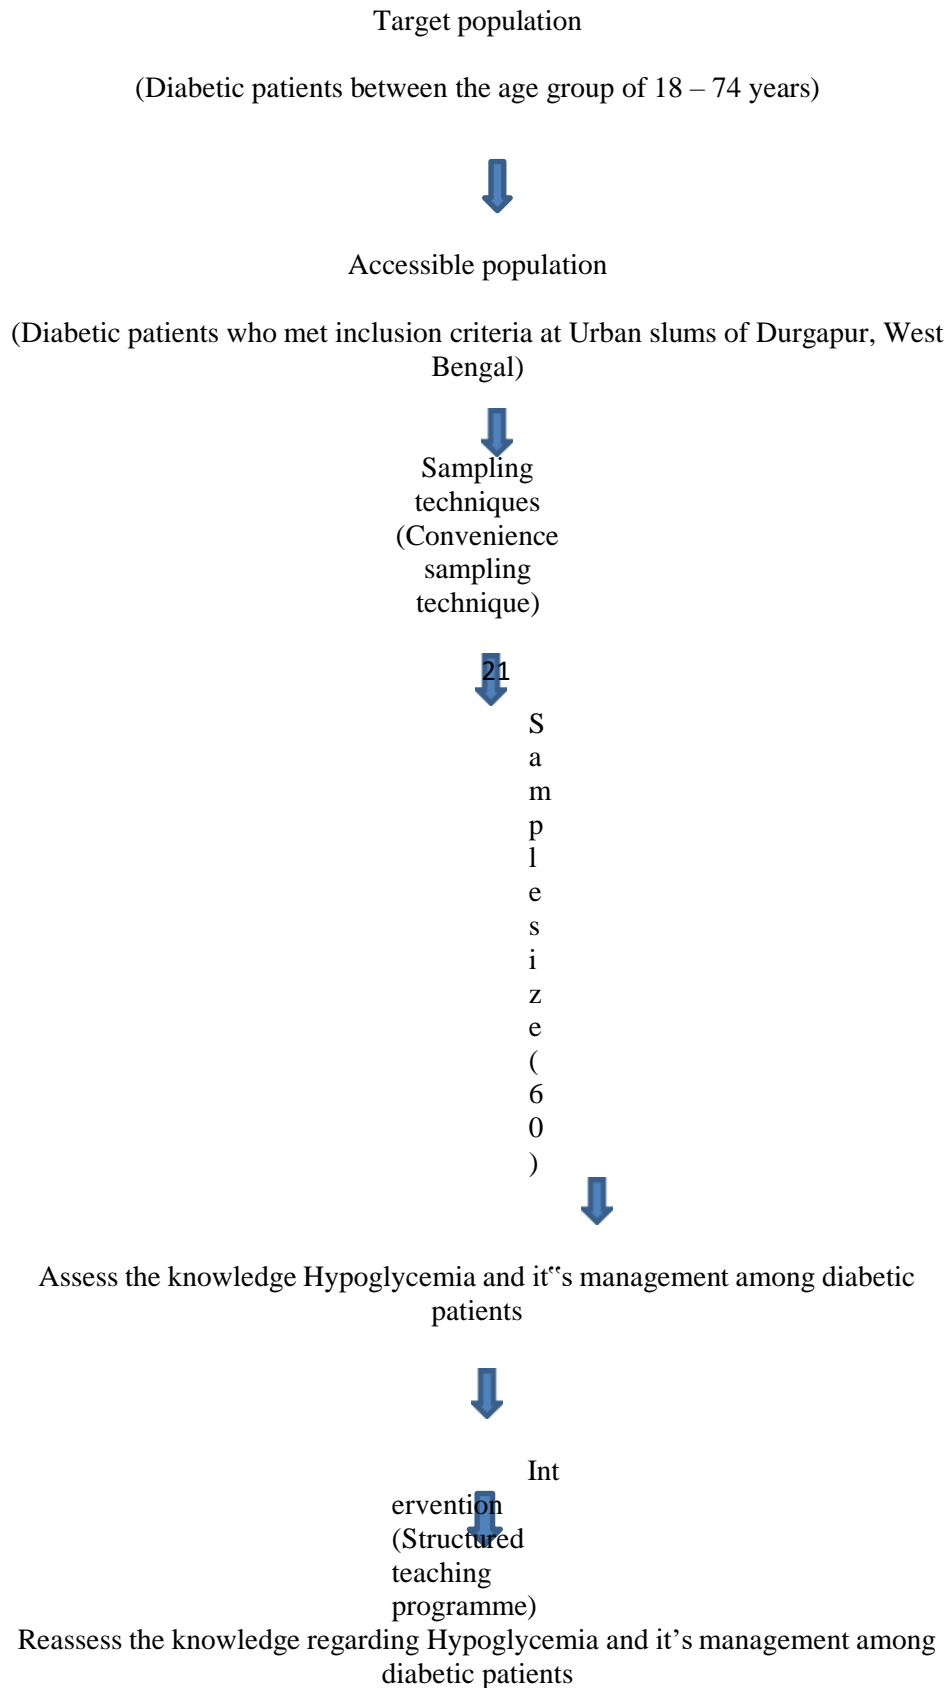 Target population
(Diabetic patients between the age group of 18 – 74 years)
Accessible population
(Diabetic patients who met inclusion criteria at Urban slums of Durgapur, West
Bengal)
Sampling
techniques
(Convenience
sampling
technique)
21
S
a
m
p
l
e
s
i
z
e
(
6
0
)
Assess the knowledge Hypoglycemia and it‟s management among diabetic
patients
Int
ervention
(Structured
teaching
programme)
Reassess the knowledge regarding Hypoglycemia and it’s management among
diabetic patients